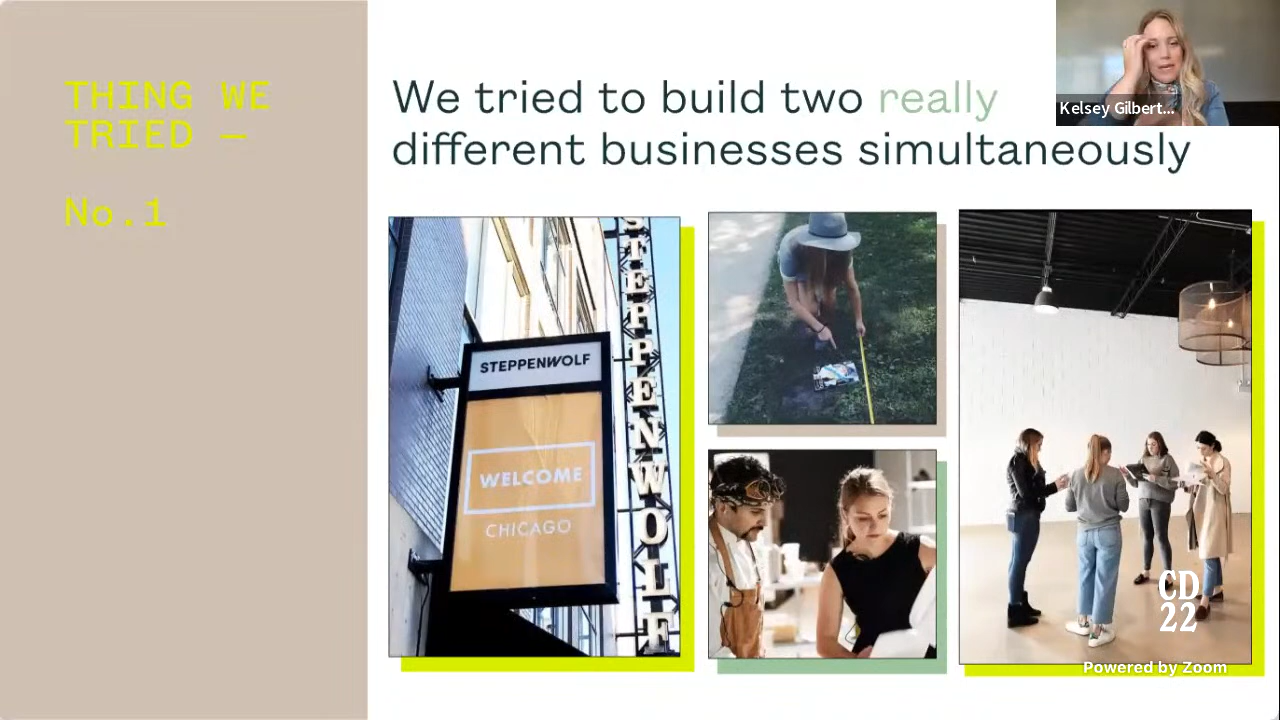 THING WE
TRIED –
No.1
We tried to build two really
different businesses simultaneously
Kelsey Gilbert...
STEPPENWOLF
STEPPENWOLF
WELCOME
CHICAGO
CD
22
Powered by Zoom